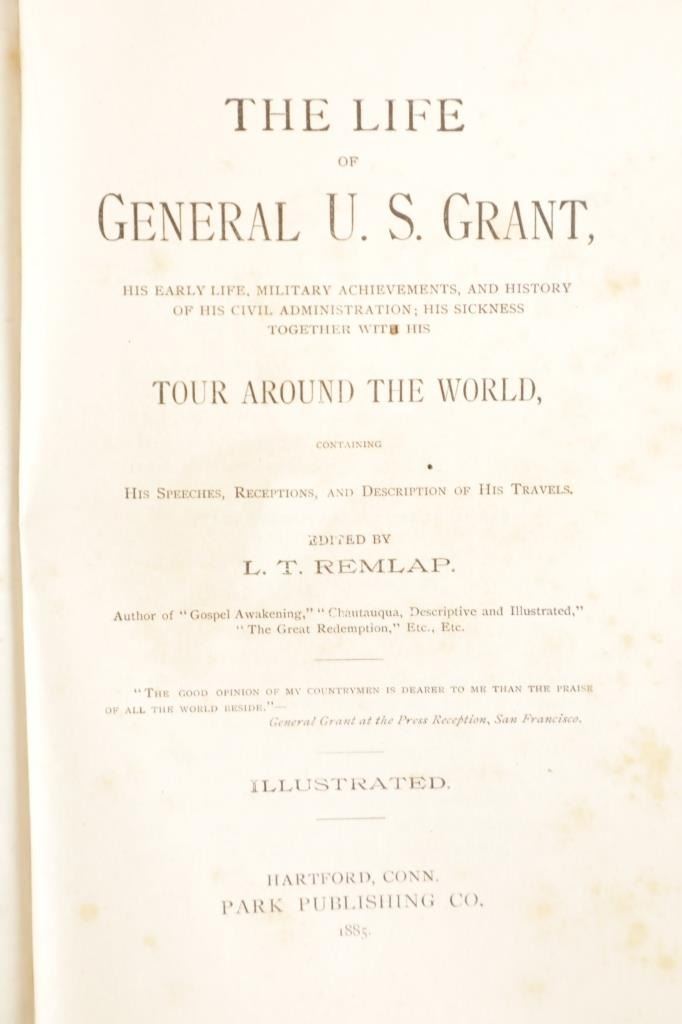 THE LIFE
OF
GENERAL U. S. GRANT,
HIS EARLY LIFE, MILITARY ACHIEVEMENTS, AND HISTORY
OF HIS CIVIL ADMINISTRATION; HIS SICKNESS
TOGETHER WITH HIS
TOUR AROUND THE WORLD,
CONTAINING
HIS SPEECHES, RECEPTIONS, AND DESCRIPTION OF HIS TRAVELS.
EDITED BY
L. T. REMLAP.
Author of "Gospel Awakening," "Chautauqua, Descriptive and Illustrated,"
"The Great Redemption," Etc., Etc.
"THE GOOD OPINION OF MY COUNTRYMEN IS DEARER TO ME THAN THE PRAISE
OF ALL THE WORLD BESIDE."—
General Grant at the Press Reception, San Francisco.
ILLUSTRATED.
HARTFORD, CONN.
PARK PUBLISHING CO.
1885.